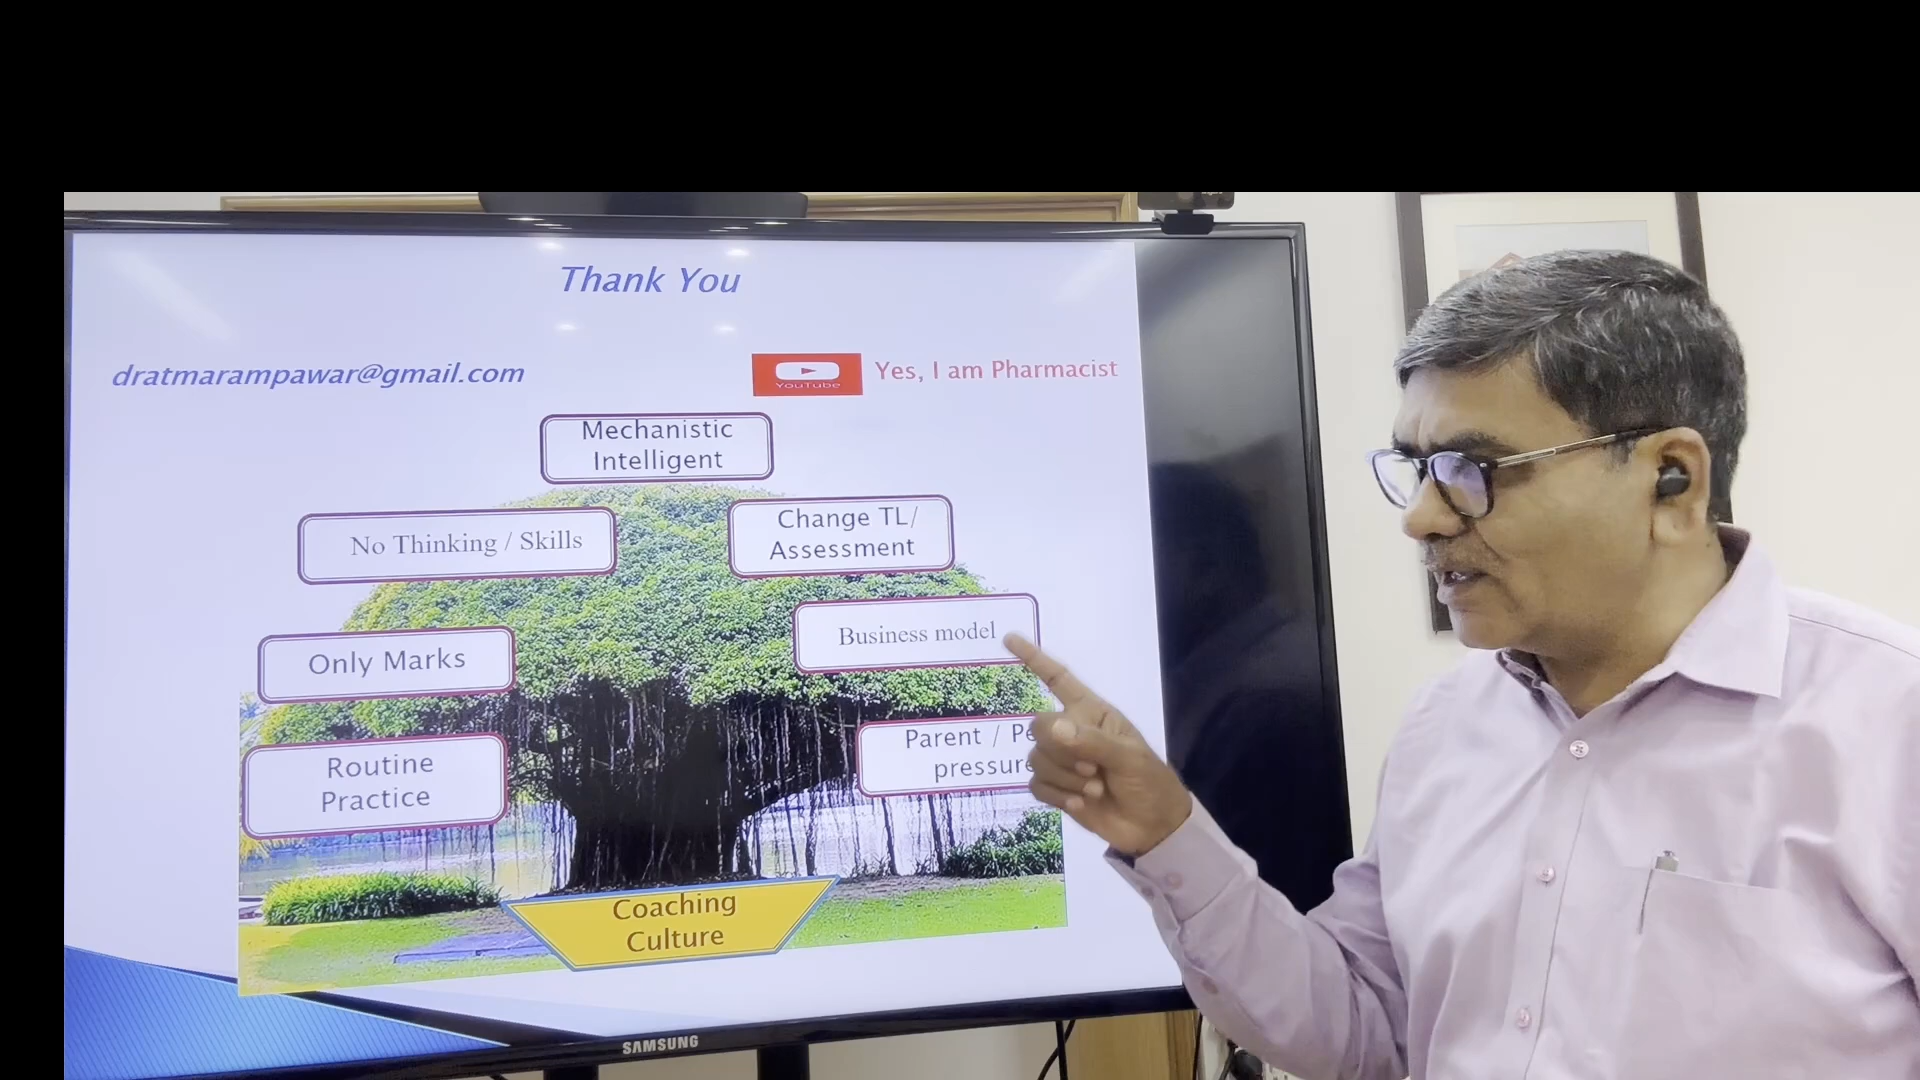 Thank You
dratmarampawar@gmail.com
YouTube
Yes, I am Pharmacist
Mechanistic
Intelligent
No Thinking / Skills
Change TL/
Assessment
Only Marks
Business model
Routine
Practice
Parent /
pressure
Coaching
Culture
SAMSUNG